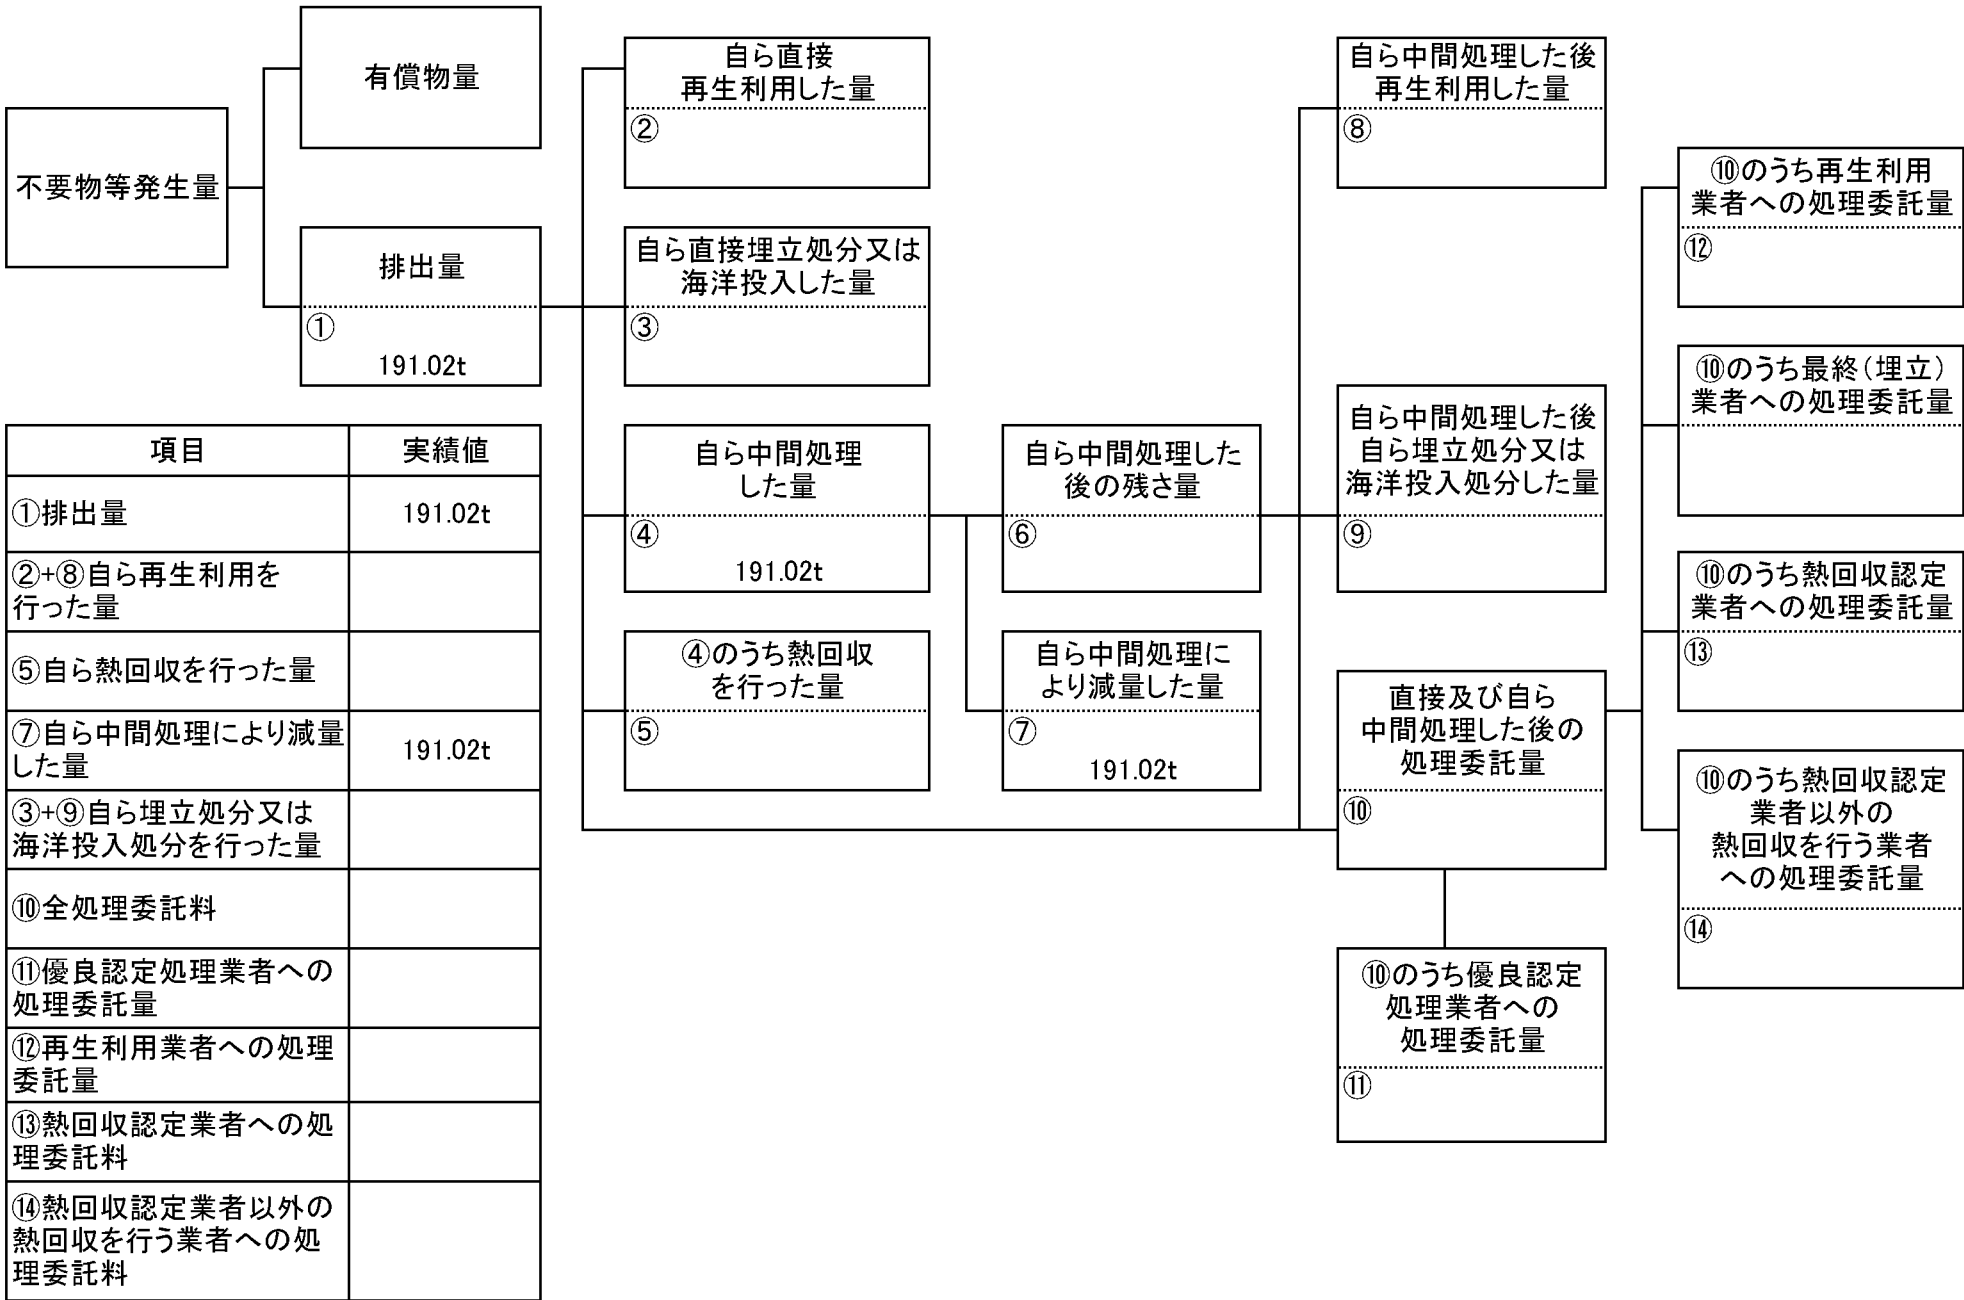 不要物等発生量
有償物量
排出量
①
191.02t
自ら直接
再生利用した量
②
自ら直接埋立処分又は
海洋投入した量
③
自ら中間処理
した量
④
191.02t
④のうち熱回収
を行った量
⑤
自ら中間処理した
後の残さ量
⑥
自ら中間処理に
より減量した量
⑦
191.02t
自ら中間処理した後
再生利用した量
⑧
自ら中間処理した後
自ら埋立処分又は
海洋投入処分した量
⑨
直接及び自ら
中間処理した後の
処理委託量
⑩
⑩のうち優良認定
処理業者への
処理委託量
⑪
⑩のうち再生利用
業者への処理委託量
⑫
⑩のうち最終(埋立)
業者への処理委託量
⑩のうち熱回収認定
業者への処理委託量
⑬
⑩のうち熱回収認定
業者以外の
熱回収を行う業者
への処理委託量
⑭
項目 実績値
①排出量 191.02t
②+⑧自ら再生利用を
行った量
⑤自ら熱回収を行った量
⑦自ら中間処理により減量
した量 191.02t
③+⑨自ら埋立処分又は
海洋投入処分を行った量
⑩全処理委託料
⑪優良認定処理業者への
処理委託量
⑫再生利用業者への処理
委託量
⑬熱回収認定業者への処
理委託料
⑭熱回収認定業者以外の
熱回収を行う業者への処
理委託料